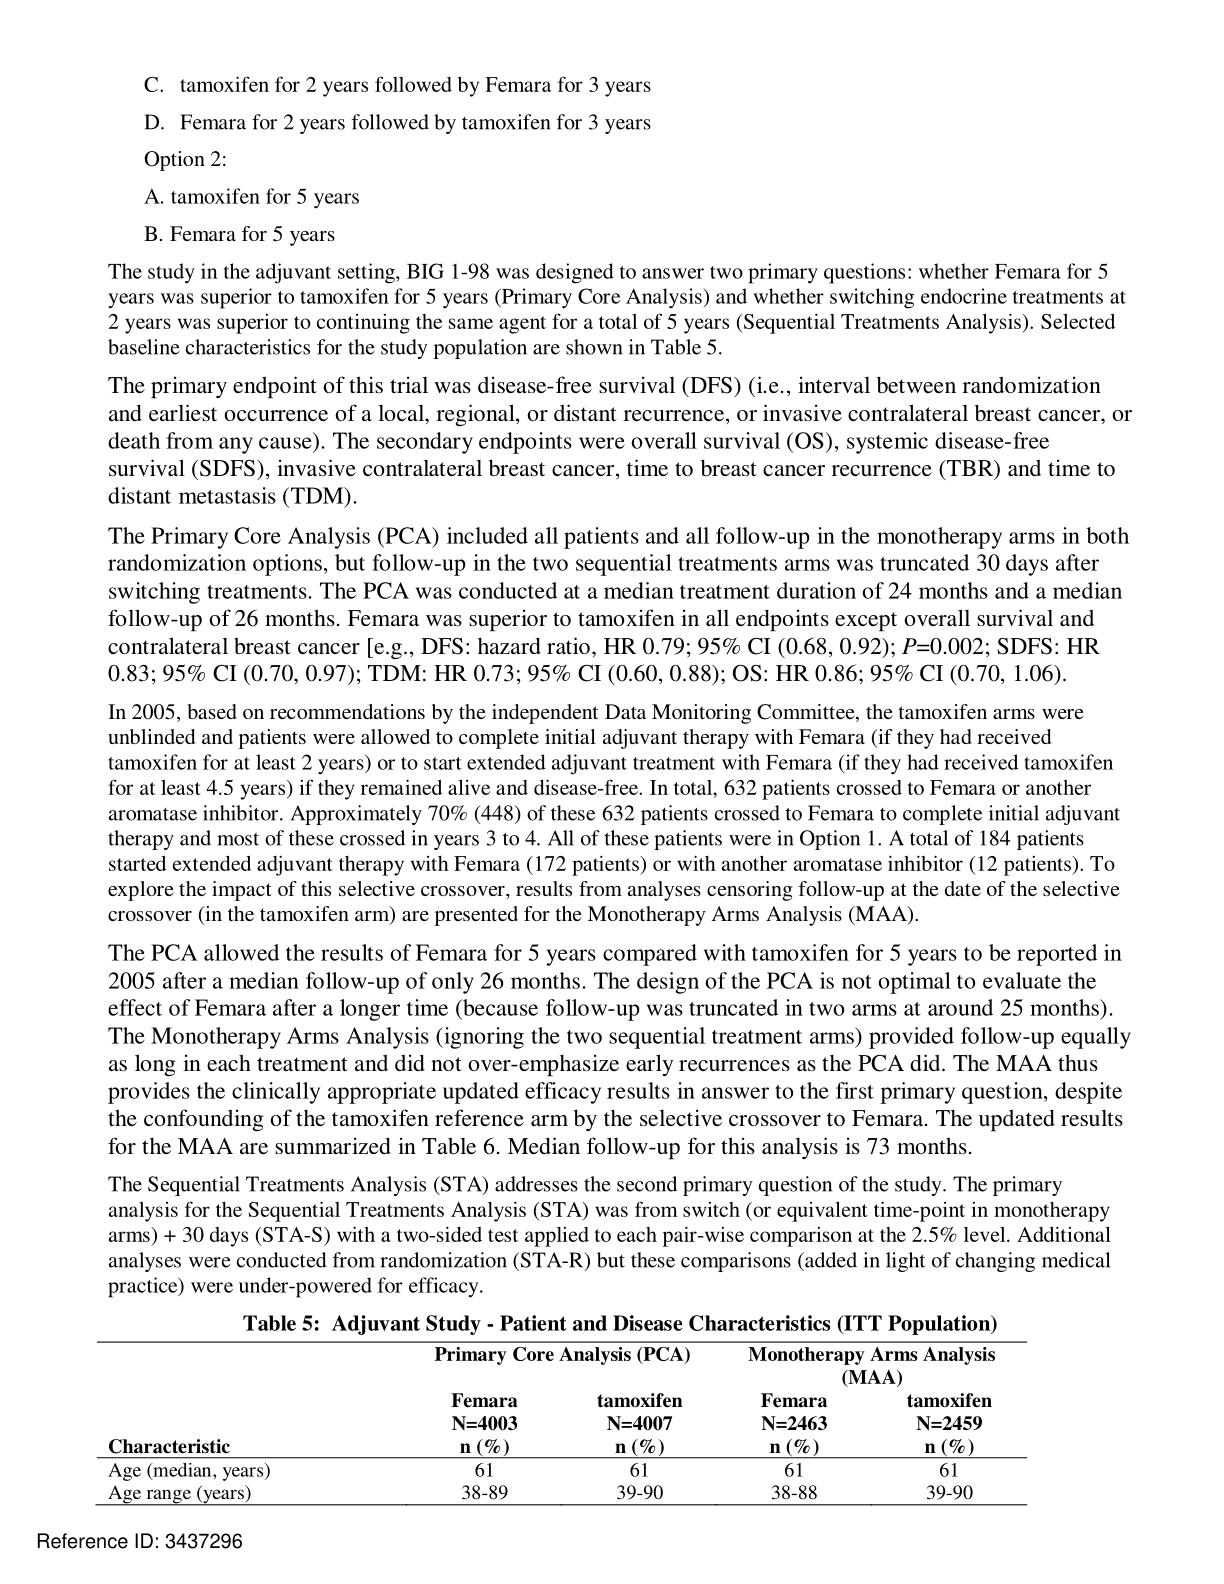 C. tamoxifen for 2 years followed by Femara for 3 years
D. Femara for 2 years followed by tamoxifen for 3 years
Option 2:
A. tamoxifen for 5 years
B. Femara for 5 years
The study in the adjuvant setting, BIG 1-98 was designed to answer two primary questions: whether Femara for 5
years was superior to tamoxifen for 5 years (Primary Core Analysis) and whether switching endocrine treatments at
2 years was superior to continuing the same agent for a total of 5 years (Sequential Treatments Analysis). Selected
baseline characteristics for the study population are shown in Table 5.
The primary endpoint of this trial was disease-free survival (DFS) (i.e., interval between randomization
and earliest occurrence of a local, regional, or distant recurrence, or invasive contralateral breast cancer, or
death from any cause). The secondary endpoints were overall survival (OS), systemic disease-free
survival (SDFS), invasive contralateral breast cancer, time to breast cancer recurrence (TBR) and time to
distant metastasis (TDM).
The Primary Core Analysis (PCA) included all patients and all follow-up in the monotherapy arms in both
randomization options, but follow-up in the two sequential treatments arms was truncated 30 days after
switching treatments. The PCA was conducted at a median treatment duration of 24 months and a median
follow-up of 26 months. Femara was superior to tamoxifen in all endpoints except overall survival and
contralateral breast cancer [e.g., DFS: hazard ratio, HR 0.79; 95% CI (0.68, 0.92); P=0.002; SDFS: HR
0.83; 95% CI (0.70, 0.97); TDM: HR 0.73; 95% CI (0.60, 0.88); OS: HR 0.86; 95% CI (0.70, 1.06).
In 2005, based on recommendations by the independent Data Monitoring Committee, the tamoxifen arms were
unblinded and patients were allowed to complete initial adjuvant therapy with Femara (if they had received
tamoxifen for at least 2 years) or to start extended adjuvant treatment with Femara (if they had received tamoxifen
for at least 4.5 years) if they remained alive and disease-free. In total, 632 patients crossed to Femara or another
aromatase inhibitor. Approximately 70% (448) of these 632 patients crossed to Femara to complete initial adjuvant
therapy and most of these crossed in years 3 to 4. All of these patients were in Option 1. A total of 184 patients
started extended adjuvant therapy with Femara (172 patients) or with another aromatase inhibitor (12 patients). To
explore the impact of this selective crossover, results from analyses censoring follow-up at the date of the selective
crossover (in the tamoxifen arm) are presented for the Monotherapy Arms Analysis (MAA).
The PCA allowed the results of Femara for 5 years compared with tamoxifen for 5 years to be reported in
2005 after a median follow-up of only 26 months. The design of the PCA is not optimal to evaluate the
effect of Femara after a longer time (because follow-up was truncated in two arms at around 25 months).
The Monotherapy Arms Analysis (ignoring the two sequential treatment arms) provided follow-up equally
as long in each treatment and did not over-emphasize early recurrences as the PCA did. The MAA thus
provides the clinically appropriate updated efficacy results in answer to the first primary question, despite
the confounding of the tamoxifen reference arm by the selective crossover to Femara. The updated results
for the MAA are summarized in Table 6. Median follow-up for this analysis is 73 months.
The Sequential Treatments Analysis (STA) addresses the second primary question of the study. The primary
analysis for the Sequential Treatments Analysis (STA) was from switch (or equivalent time-point in monotherapy
arms) + 30 days (STA-S) with a two-sided test applied to each pair-wise comparison at the 2.5% level. Additional
analyses were conducted from randomization (STA-R) but these comparisons (added in light of changing medical
practice) were under-powered for efficacy.
Table 5: Adjuvant Study - Patient and Disease Characteristics (ITT Population)
Primary Core Analysis (PCA) Monotherapy Arms Analysis
(MAA)
Femara tamoxifen Femara tamoxifen
N=4003 N=4007 N=2463 N=2459
Characteristic n (%) n (%) n (%) n (%)
Age (median, years) 61 61 61 61
Age range (years) 38-89 39-90 38-88 39-90
Reference ID: 3437296